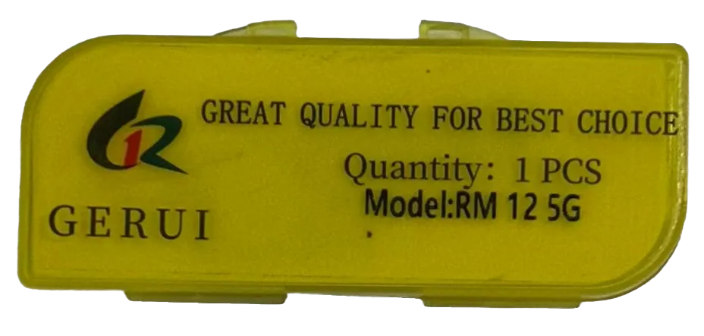 GREAT QUALITY FOR BEST CHOICE
Quantity: 1 PCS
Model:RM 12 5G
GERUI